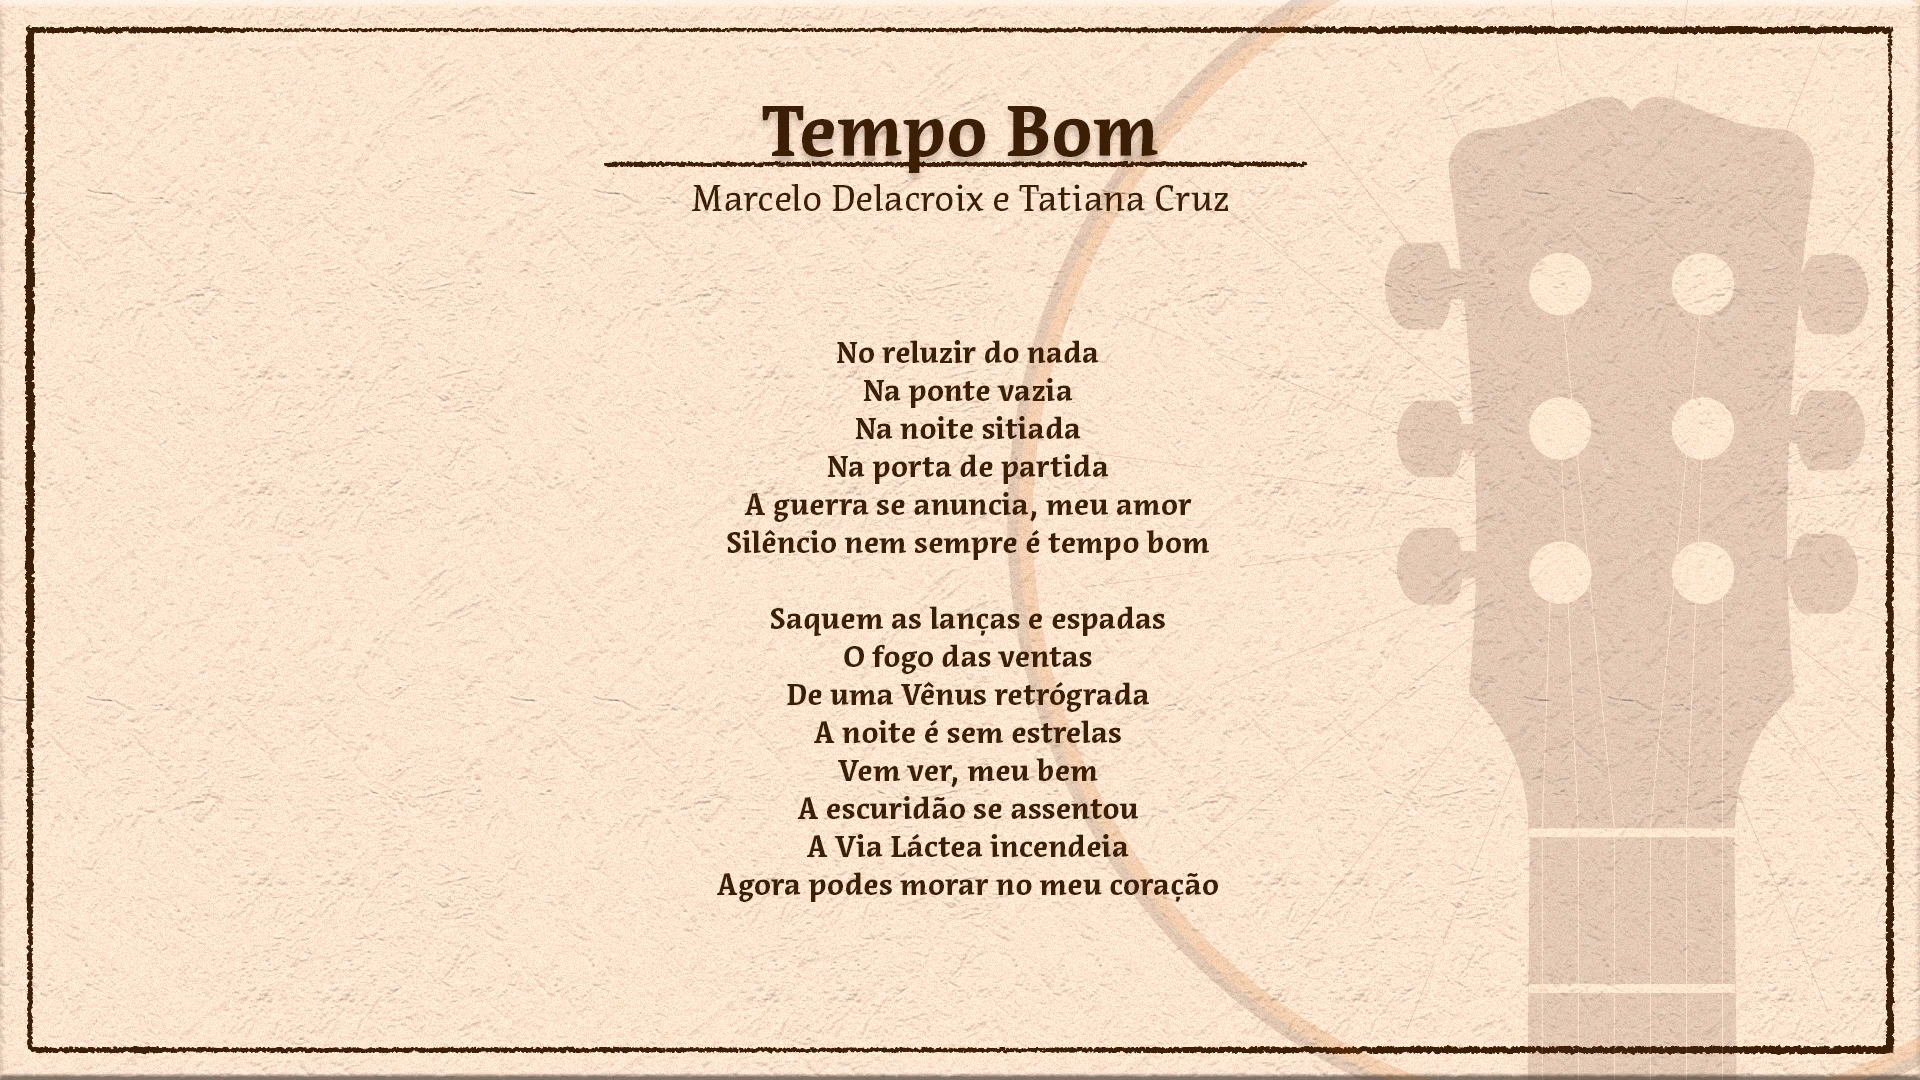 Tempo Bom
Marcelo Delacroix e Tatiana Cruz
No reluzir do nada
Na ponte vazia
Na noite sitiada
Na porta de partida
A guerra se anuncia, meu amor
Silêncio nem sempre é tempo bom
Saquem as lanças e espadas
O fogo das ventas
De uma Vênus retrógrada
A noite é sem estrelas
Vem ver, meu bem
A escuridão se assentou
A Via Láctea incendeia
Agora podes morar no meu coração